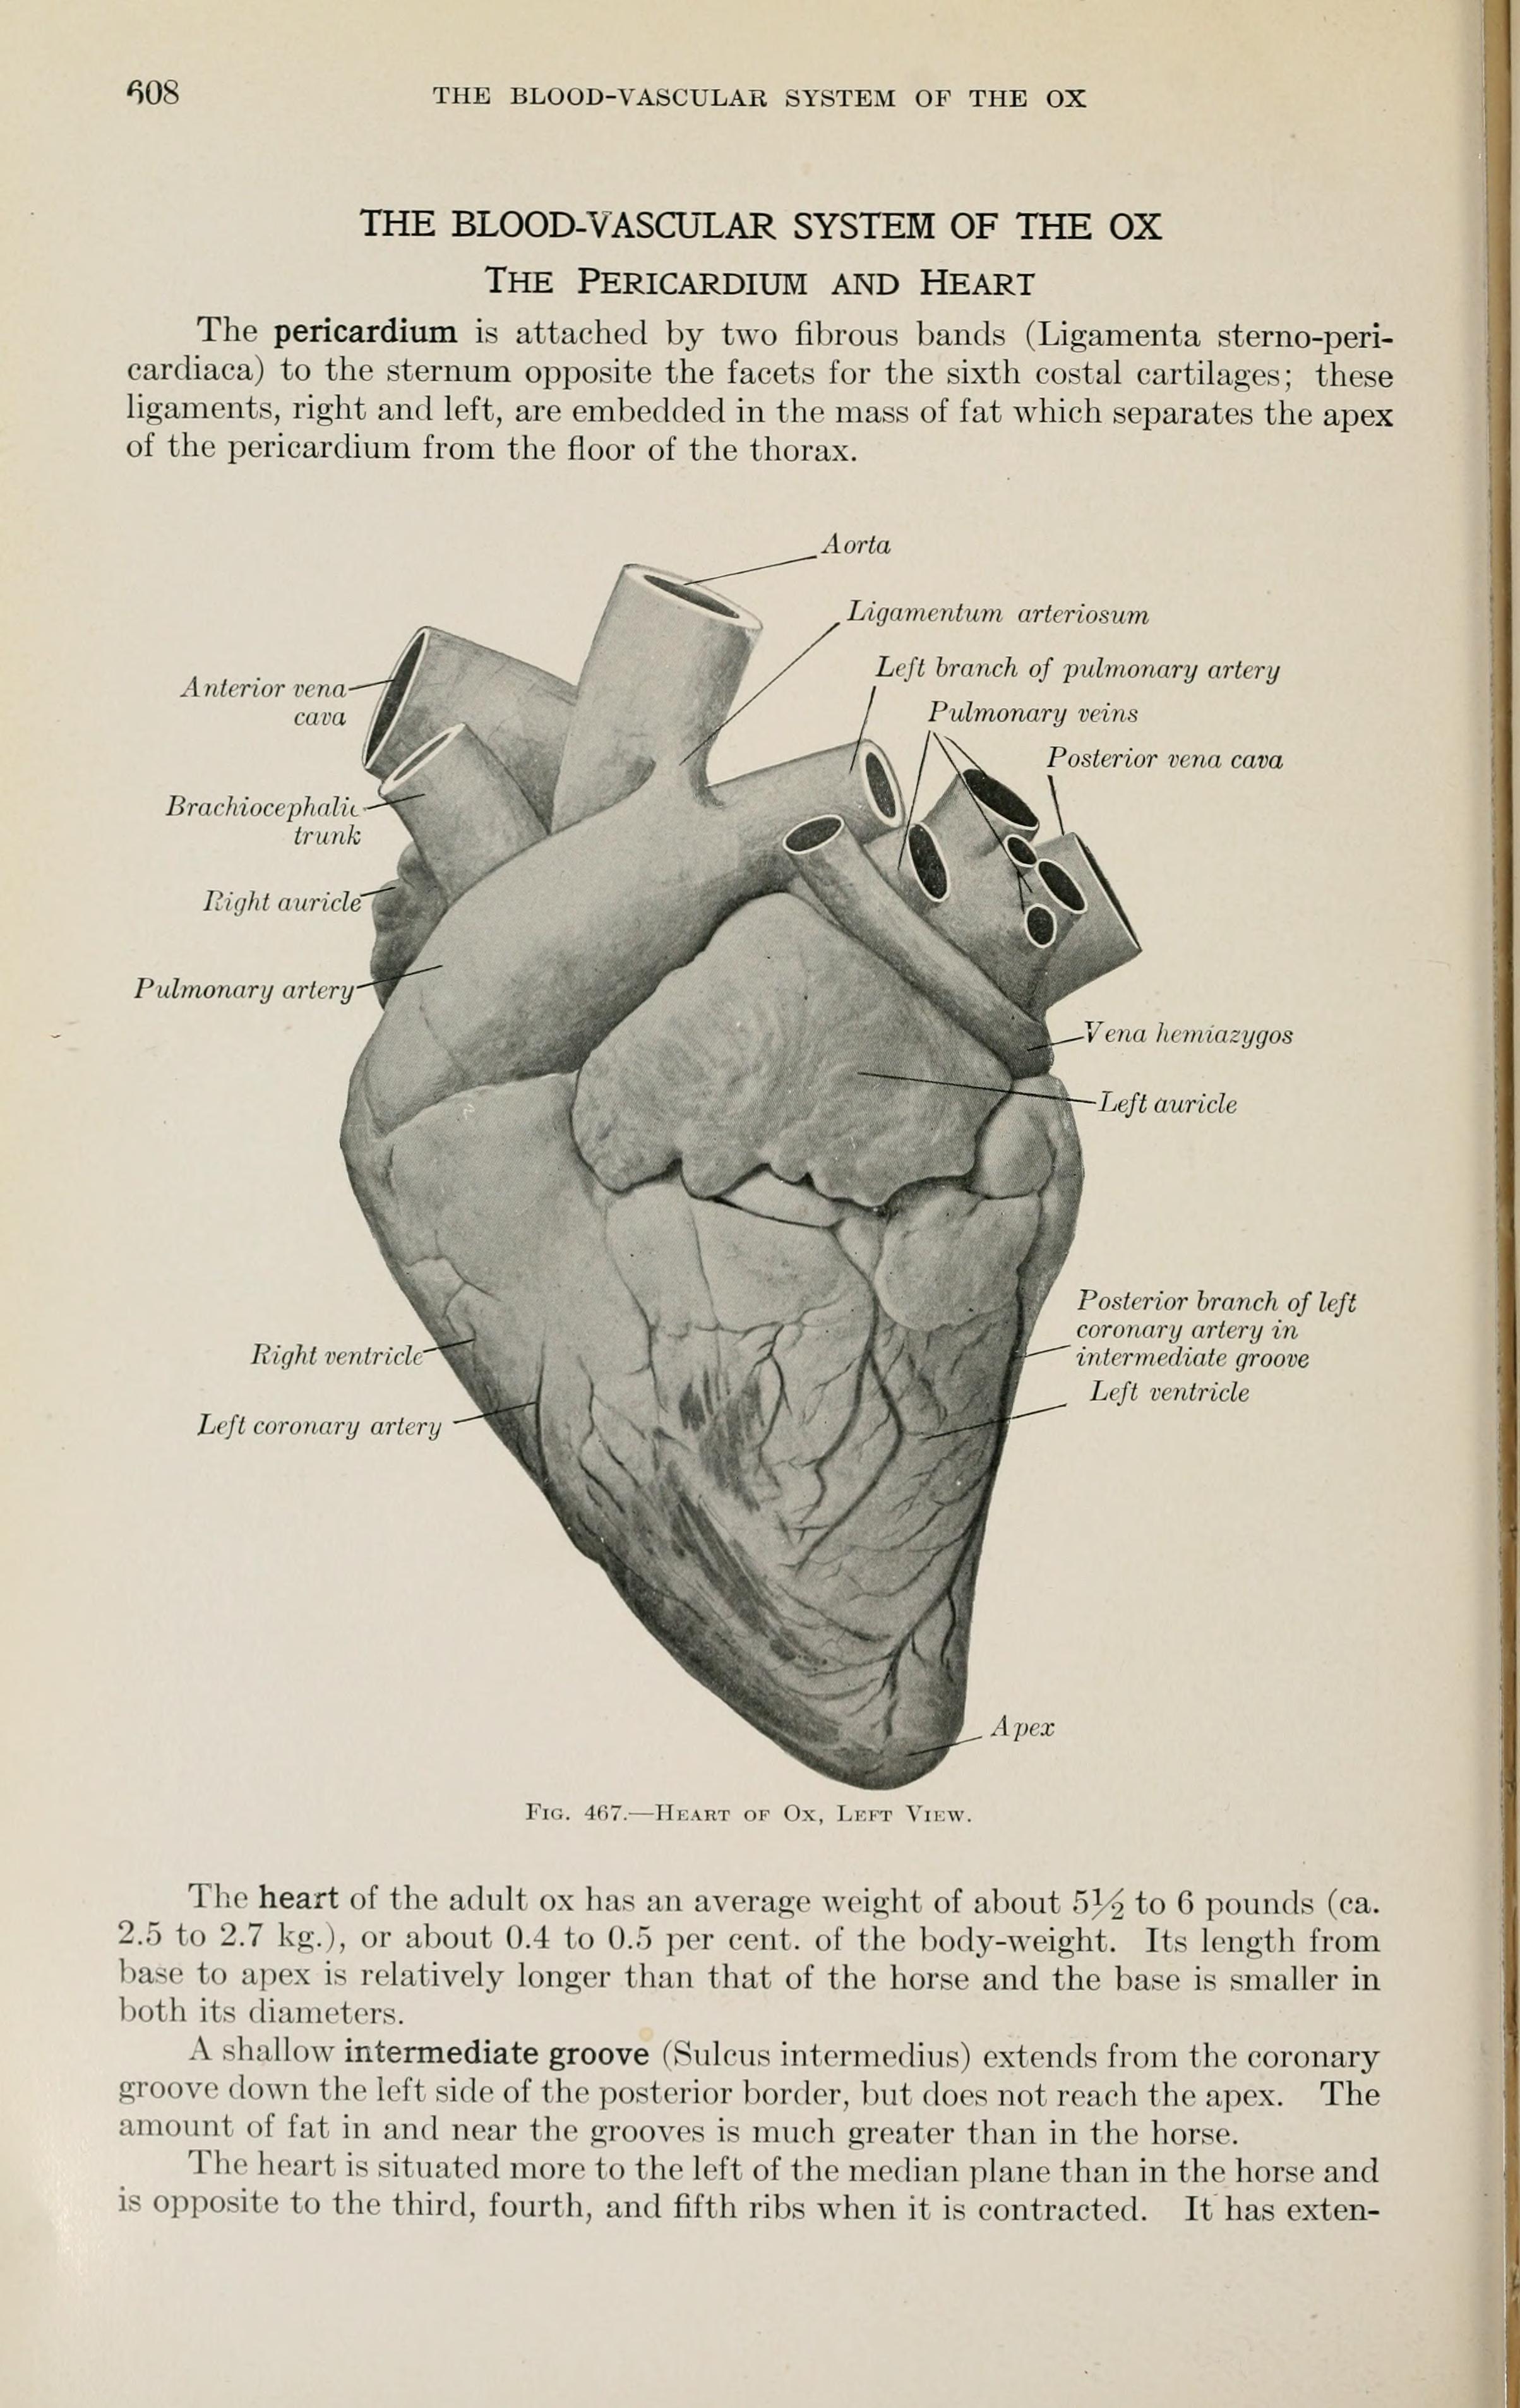 608
THE BLOOD-VASCULAR SYSTEM OF THE OX
THE BLOOD-VASCULAR SYSTEM OF THE OX
THE PERICARDIUM AND HEART
The pericardium is attached by two fibrous bands (Ligamenta sterno-peri-
cardiaca) to the sternum opposite the facets for the sixth costal cartilages; these
ligaments, right and left, are embedded in the mass of fat which separates the apex
of the pericardium from the floor of the thorax.
Aorta
Ligamentum arteriosum
Left branch of pulmonary artery
Pulmonary veins
Posterior vena cava
Anterior vena
cava
Brachiocephalic
trunk
Right auricle
Pulmonary artery
Vena hemiazygos
Left auricle
Posterior branch of left
coronary artery in
intermediate groove
Left ventricle
Right ventricle
Left coronary artery
Apex
FIG. 467.—HEART OF OX, LEFT VIEW.
The heart of the adult ox has an average weight of about 5½ to 6 pounds (ca.
2.5 to 2.7 kg.), or about 0.4 to 0.5 per cent. of the body-weight. Its length from
base to apex is relatively longer than that of the horse and the base is smaller in
both its diameters.
A shallow intermediate groove (Sulcus intermedius) extends from the coronary
groove down the left side of the posterior border, but does not reach the apex. The
amount of fat in and near the grooves is much greater than in the horse.
The heart is situated more to the left of the median plane than in the horse and
is opposite to the third, fourth, and fifth ribs when it is contracted. It has exten-